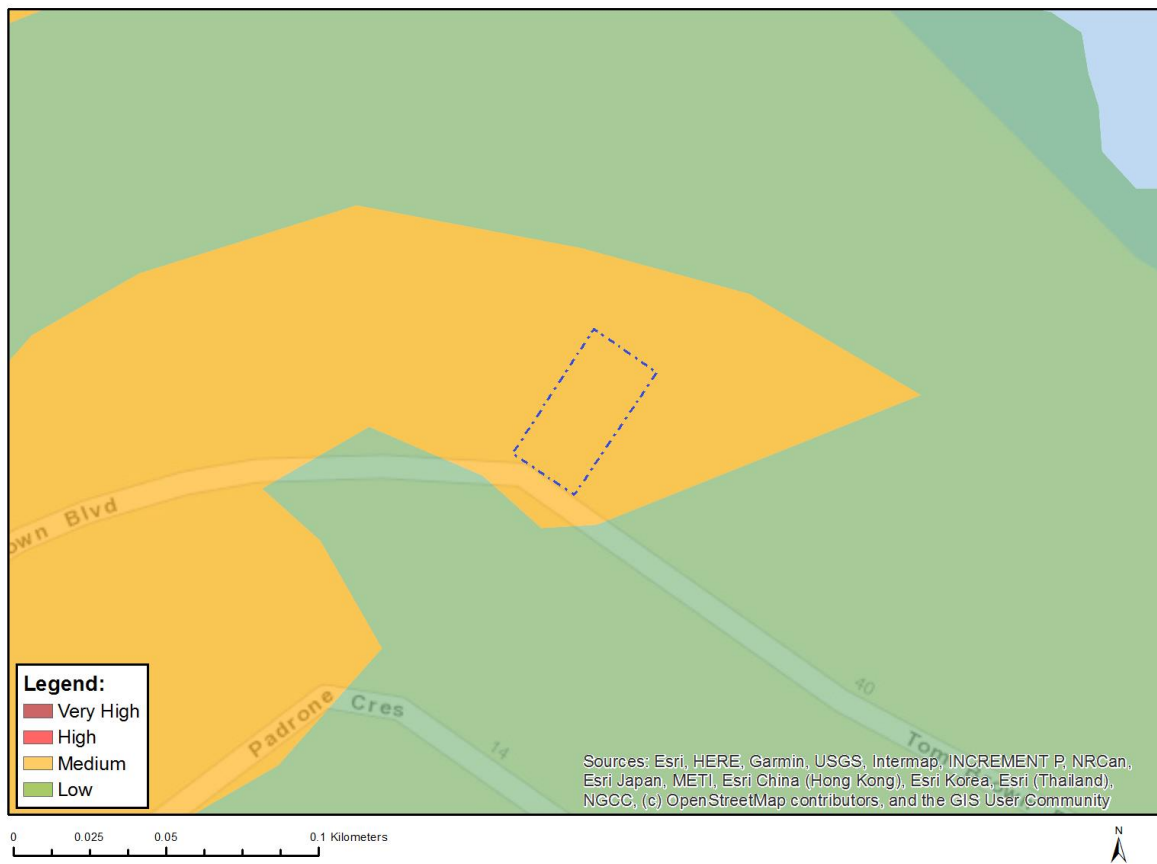 own Blvd
Padrone Cres
14
40
Legend:
Very High
High
Medium
Low
Sources: Esri, HERE, Garmin, USGS, Intermap, INCREMENT P, NRCan,
Esri Japan, METI, Esri China (Hong Kong), Esri Korea, Esri (Thailand),
NGCC, (c) OpenStreetMap contributors, and the GIS User Community
0 0.025 0.05 0.1 Kilometers
N